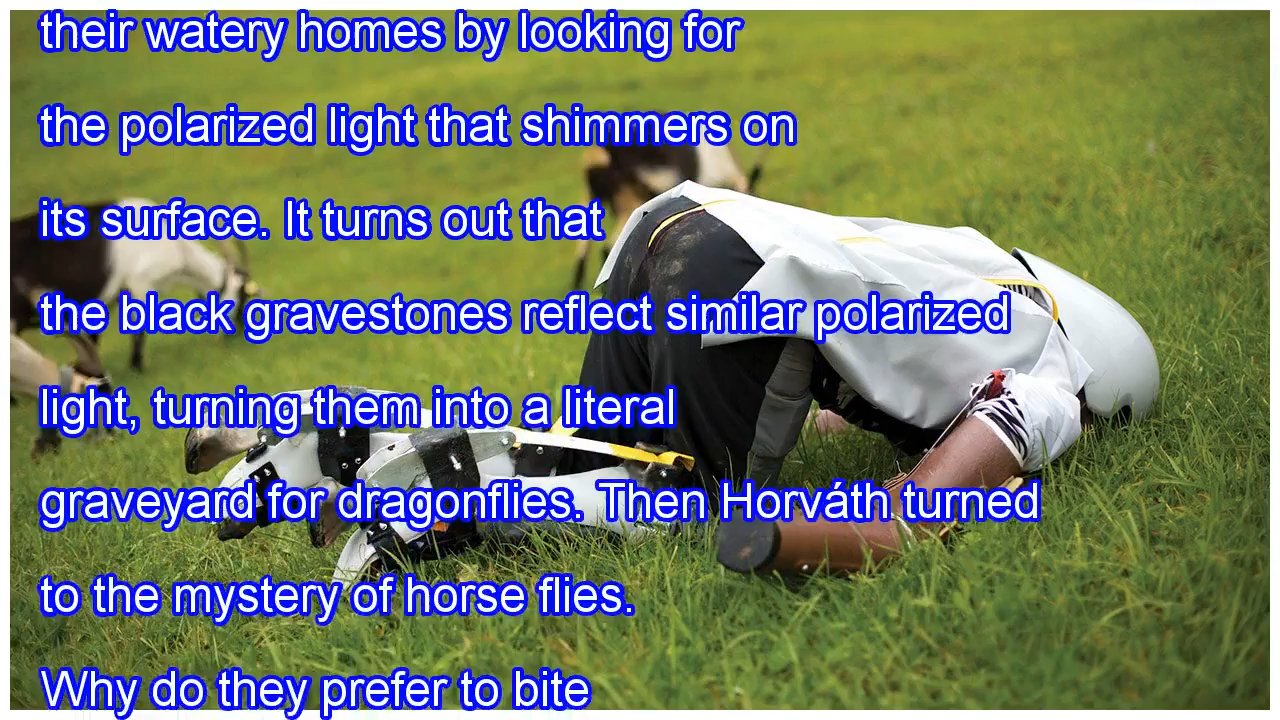 their watery homes by looking for
the polarized light that shimmers on
its surface. It turns out that
the black gravestones reflect similar polarized
light, turning them into a literal
graveyard for dragonflies. Then Horváth turned
to the mystery of horse flies.
Why do they prefer to bite